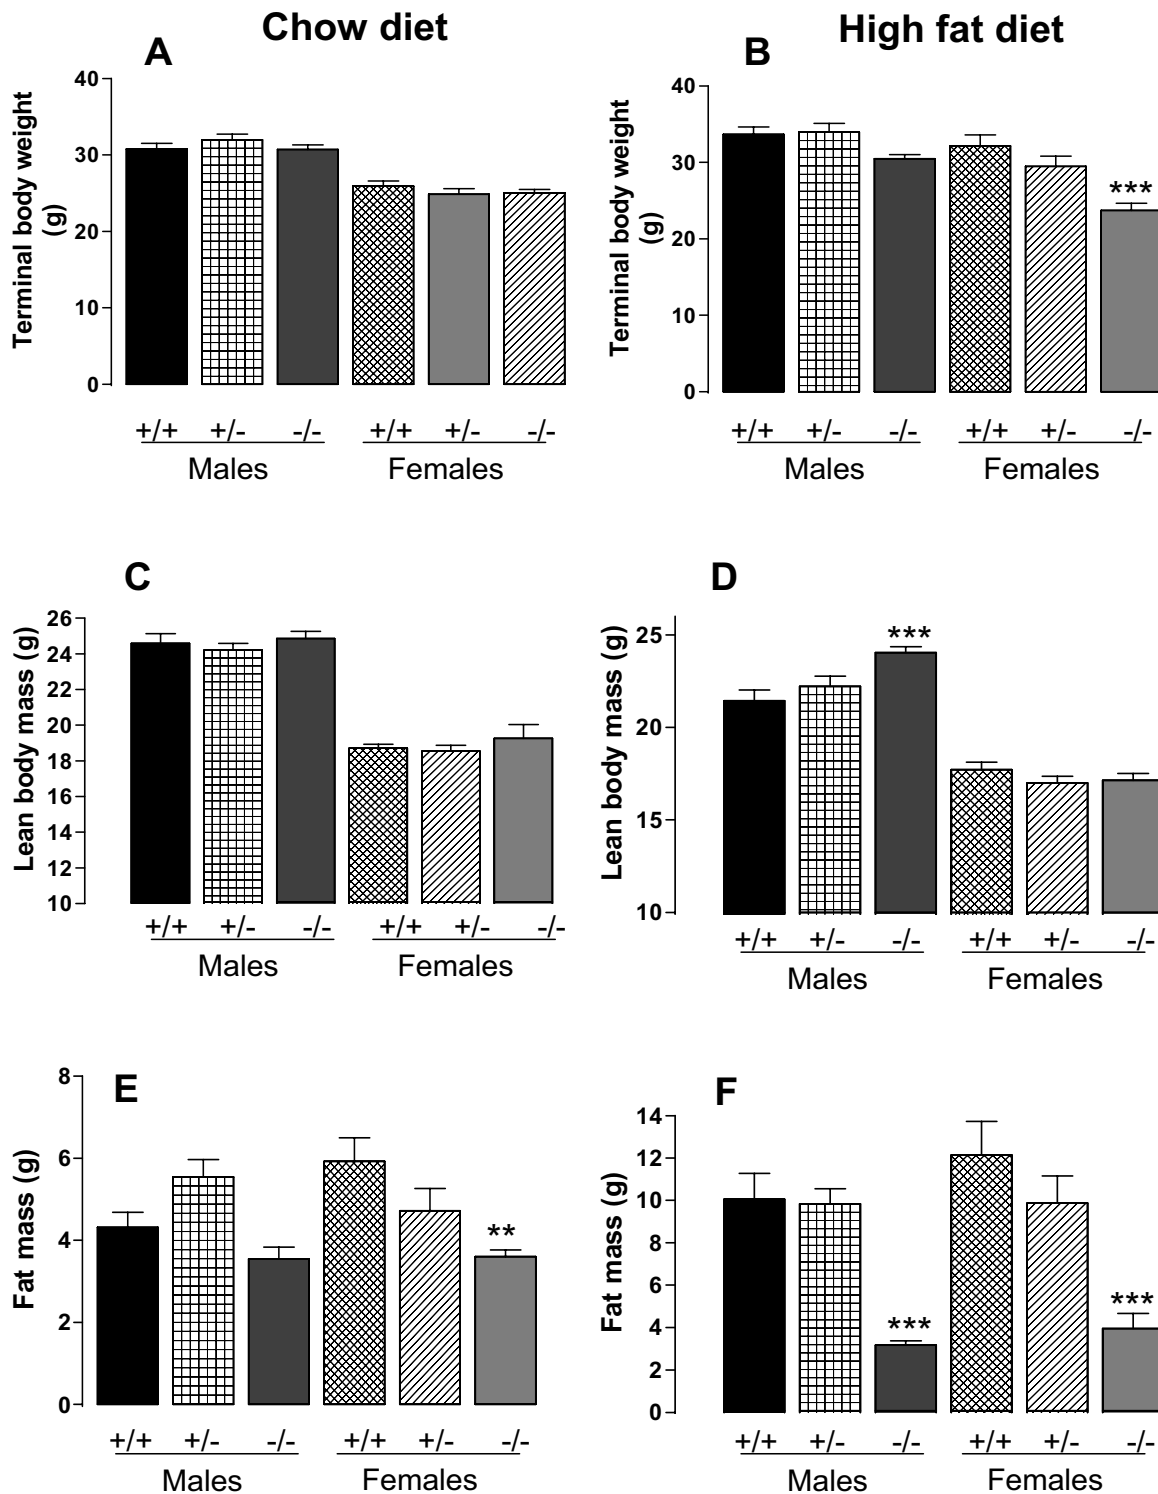 Chow diet
High fat diet
A
Terminal body weight
(g)
40
30
20
10
0
+/+ +/- -/- +/+ +/- -/-
Males Females
B
Terminal body weight
(g)
40
30
20
10
0
***
+/+ +/- -/- +/+ +/- -/-
Males Females
C
Lean body mass (g)
26
24
22
20
18
16
14
12
10
+/+ +/- -/- +/+ +/- -/-
Males Females
D
Lean body mass (g)
25
20
15
10
***
+/+ +/- -/- +/+ +/- -/-
Males Females
E
Fat mass (g)
8
6
4
2
0
**
+/+ +/- -/- +/+ +/- -/-
Males Females
F
Fat mass (g)
14
12
10
8
6
4
2
0
***
***
+/+ +/- -/- +/+ +/- -/-
Males Females